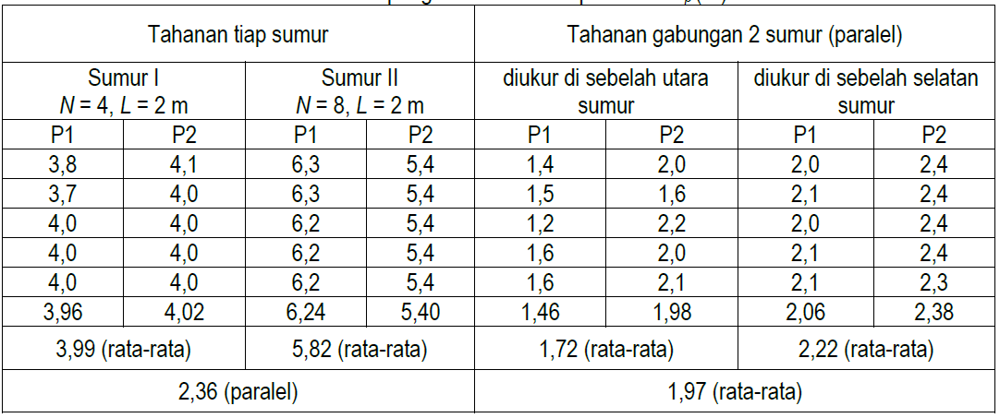 Tahanan tiap sumur Tahanan gabungan 2 sumur (paralel)
Sumur I Sumur II diukur di sebelah utara diukur di sebelah selatan
N = 4, L = 2 m N = 8, L = 2 m sumur sumur
P1 P2 P1 P2 P1 P2 P1 P2
3,8 4,1 6,3 5,4 1,4 2,0 2,0 2,4
3,7 4,0 6,3 5,4 1,5 1,6 2,1 2,4
4,0 4,0 6,2 5,4 1,2 2,2 2,0 2,4
4,0 4,0 6,2 5,4 1,6 2,0 2,1 2,4
4,0 4,0 6,2 5,4 1,6 2,1 2,1 2,3
3,96 4,02 6,24 5,40 1,46 1,98 2,06 2,38
3,99 (rata-rata) 5,82 (rata-rata) 1,72 (rata-rata) 2,22 (rata-rata)
2,36 (paralel) 1,97 (rata-rata)